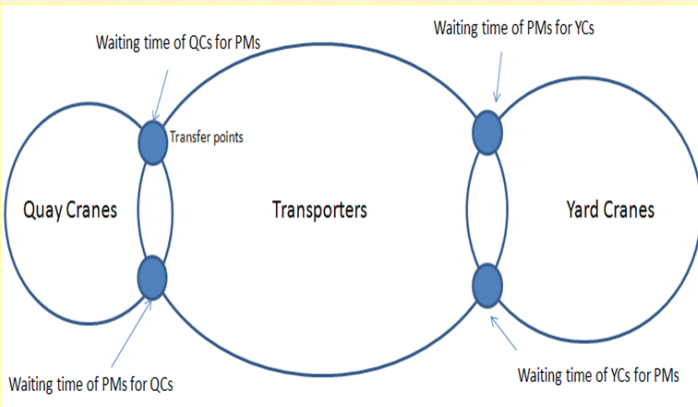 Waiting time of QCs for PMs
Waiting time of PMs for YCs
Transfer points
Quay Cranes
Transporters
Yard Cranes
Waiting time of PMs for QCs
Waiting time of YCs for PMs